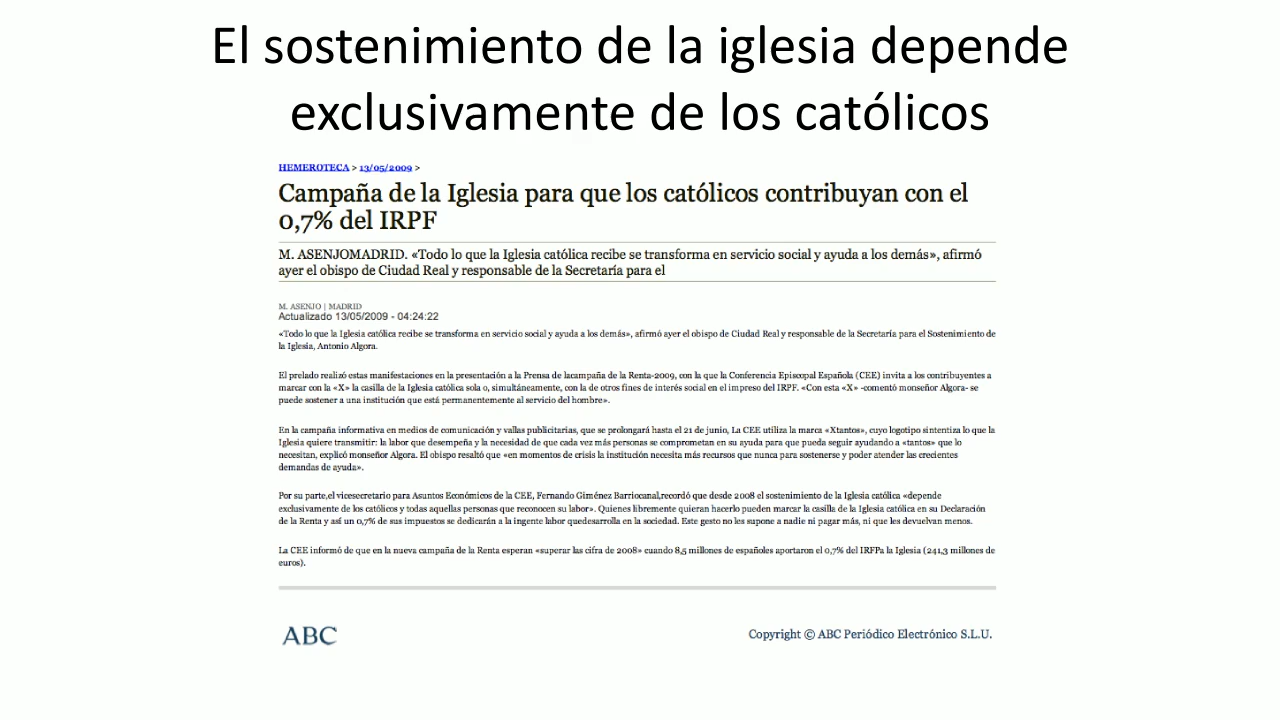 El sostenimiento de la iglesia depende
exclusivamente de los católicos
HEMEROTECA > 13/05/2009 >
Campaña de la Iglesia para que los católicos contribuyan con el
0,7% del IRPF
M. ASENJOMADRID. «Todo lo que la Iglesia católica recibe se transforma en servicio social y ayuda a los demás», afirmó
ayer el obispo de Ciudad Real y responsable de la Secretaría para el
M. ASENJO | MADRID
Actualizado 13/05/2009 - 04:24:22
«Todo lo que la Iglesia católica recibe se transforma en servicio social y ayuda a los demás», afirmó ayer el obispo de Ciudad Real y responsable de la Secretaría para el Sostenimiento de
la Iglesia, Antonio Algora.
El prelado realizó estas manifestaciones en la presentación a la Prensa de lacampaña de la Renta-2009, con la que la Conferencia Episcopal Española (CEE) invita a los contribuyentes a
marcar con la «X» la casilla de la Iglesia católica sola o, simultáneamente, con la de otros fines de interés social en el impreso del IRPF. «Con esta «X» -comentó monseñor Algora- se
puede sostener a una institución que está permanentemente al servicio del hombre».
En la campaña informativa en medios de comunicación y vallas publicitarias, que se prolongará hasta el 21 de junio, La CEE utiliza la marca «Xtantos», cuyo logotipo sintentiza lo que la
Iglesia quiere transmitir: la labor que desempeña y la necesidad de que cada vez más personas se comprometan en su ayuda para que pueda seguir ayudando a «tantos» que lo
necesitan, explicó monseñor Algora. El obispo resaltó que «en momentos de crisis la institución necesita más recursos que nunca para sostenerse y poder atender las crecientes
demandas de ayuda».
Por su parte,el vicesecretario para Asuntos Económicos de la CEE, Fernando Giménez Barriocanal,recordó que desde 2008 el sostenimiento de la Iglesia católica «depende
exclusivamente de los católicos y todas aquellas personas que reconocen su labor». Quienes libremente quieran hacerlo pueden marcar la casilla de la Iglesia católica en su Declaración
de la Renta y así un 0,7% de sus impuestos se dedicarán a la ingente labor quedesarrolla en la sociedad. Este gesto no les supone a nadie ni pagar más, ni que les devuelvan menos.
La CEE informó de que en la nueva campaña de la Renta esperan «superar las cifra de 2008» cuando 8,5 millones de españoles aportaron el 0,7% del IRFPa la Iglesia (241,3 millones de
euros).
ABC
Copyright © ABC Periódico Electrónico S.L.U.